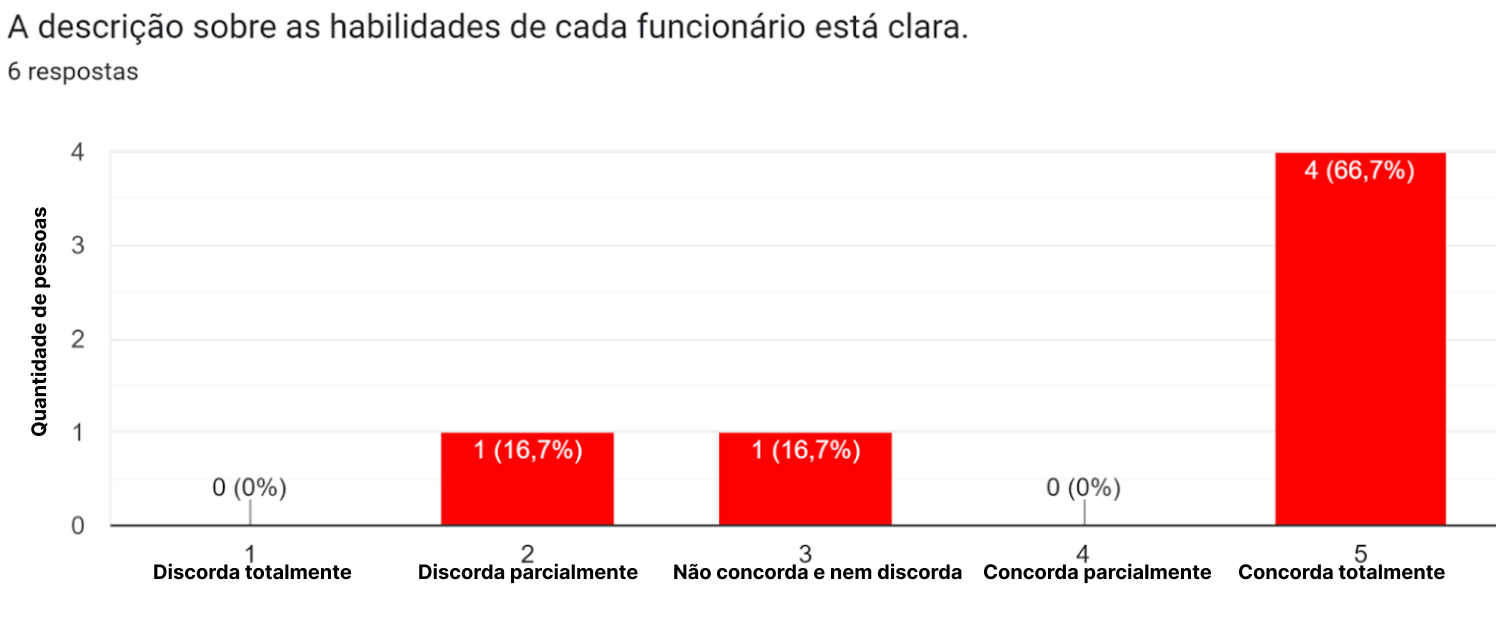 A descrição sobre as habilidades de cada funcionário está clara.
6 respostas
Quantidade de pessoas
4
3
2
1
0
0 (0%)
1 (16,7%)
1 (16,7%)
0 (0%)
4 (66,7%)
1
2
3
4
5
Discorda totalmente
Discorda parcialmente
Não concorda e nem discorda
Concorda parcialmente
Concorda totalmente